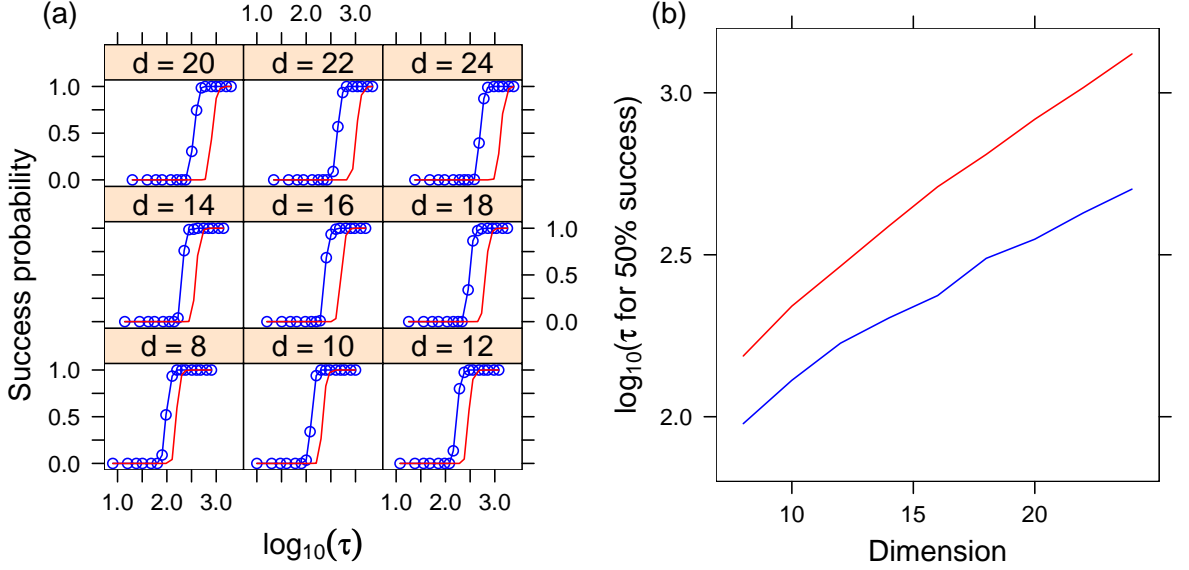 (a)
1.0 2.0 3.0
d = 20 d = 22 d = 24
1.0
0.5
0.0
d = 14 d = 16 d = 18
1.0
0.5
0.0
d = 8 d = 10 d = 12
1.0
0.5
0.0
1.0 2.0 3.0 1.0 2.0 3.0
Success probability
log₁₀(τ)
(b)
3.0
2.5
2.0
10 15 20
log₁₀(τ for 50% success)
Dimension